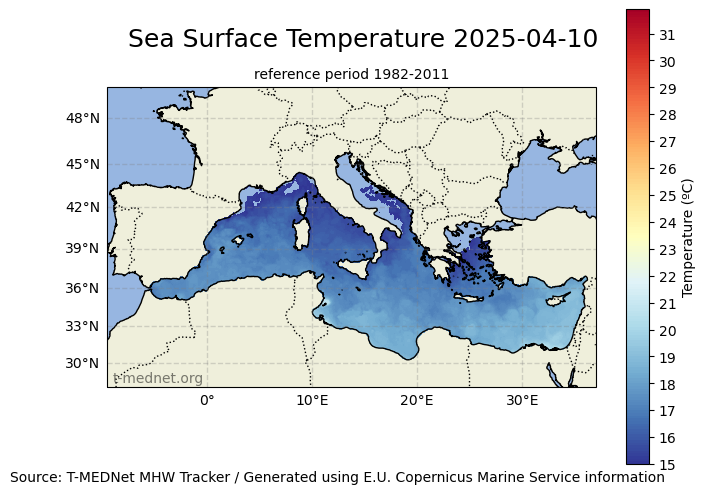 Sea Surface Temperature 2025-04-10
reference period 1982-2011
48°N
45°N
42°N
39°N
36°N
33°N
30°N
t-mednet.org
0°
10°E
20°E
30°E
31
30
29
28
27
26
25
24
23
22
21
20
19
18
17
16
15
Temperature (ºC)
Source: T-MEDNet MHW Tracker / Generated using E.U. Copernicus Marine Service information